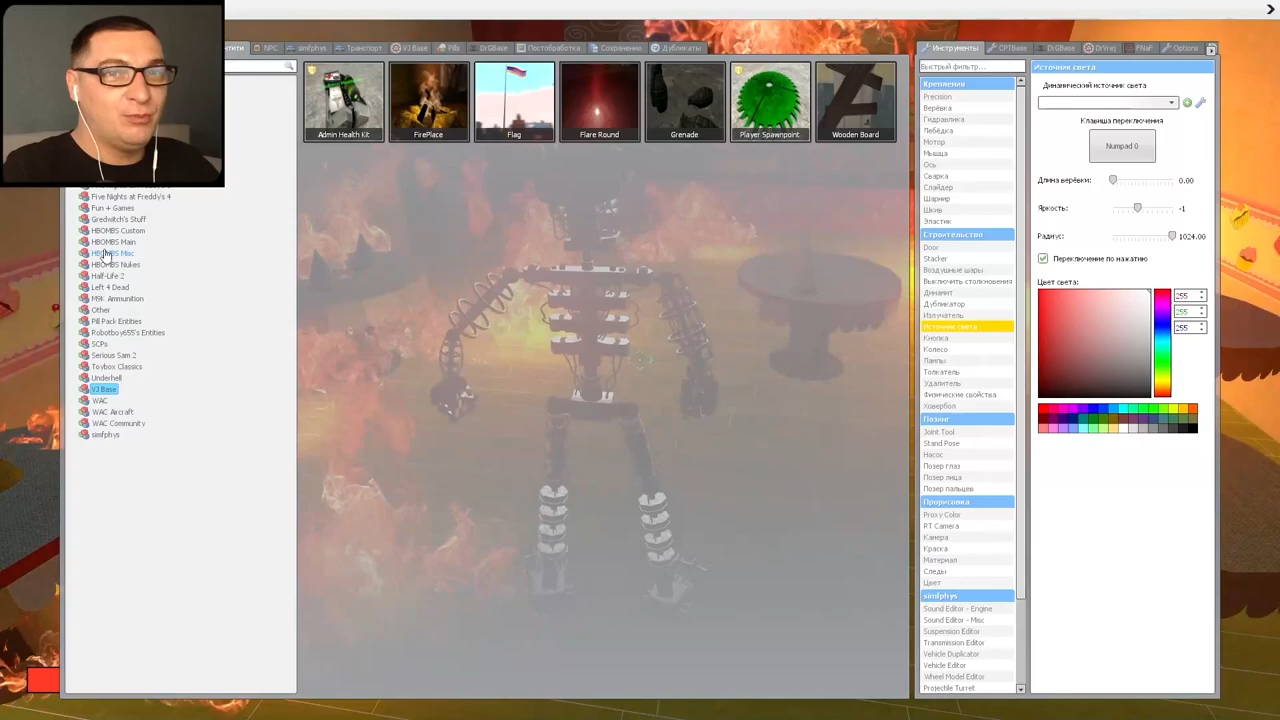 нтити
NPC
simfphys
Транспорт
VJ Base
Pills
DrGBase
Постобработка
Сохранения
Дубликаты
Admin Health Kit
FirePlace
Flag
Flare Round
Grenade
Player Spawnpoint
Wooden Board
Five Nights at Freddy's 4
Fun + Games
Gredwitch's Stuff
HBOMBS Custom
HBOMBS Main
HBOMBS Misc
HBOMBS Nukes
Half-Life 2
Left 4 Dead
M9K Ammunition
Other
Pill Pack Entities
Robotboy655's Entities
SCPs
Serious Sam 2
Toybox Classics
Underhell
VJ Base
WAC
WAC Aircraft
WAC Community
simfphys
Инструменты
CPTBase
DrGBase
DrVrej
FNaF
Options
Быстрый фильтр...
Крепления
Precision
Верёвка
Гидравлика
Лебёдка
Мотор
Мышца
Ось
Сварка
Слайдер
Шарнир
Шкив
Эластик
Строительство
Door
Stacker
Воздушные шары
Выключить столкновения
Динамит
Дубликатор
Излучатель
Источник света
Кнопка
Колесо
Лампы
Толкатель
Удалитель
Физические свойства
Ховербол
Позинг
Joint Tool
Stand Pose
Насос
Позер глаз
Позер лица
Позер пальцев
Прорисовка
Proxy Color
RT Camera
Камера
Краска
Материал
Следы
Цвет
simfphys
Sound Editor - Engine
Sound Editor - Misc
Suspension Editor
Transmission Editor
Vehicle Duplicator
Vehicle Editor
Wheel Model Editor
Projectile Turret
Источник света
Динамический источник света
Клавиша переключения
Numpad 0
Длина верёвки: 0.00
Яркость: -1
Радиус: 1024.00
Переключение по нажатию
Цвет света:
255
255
255